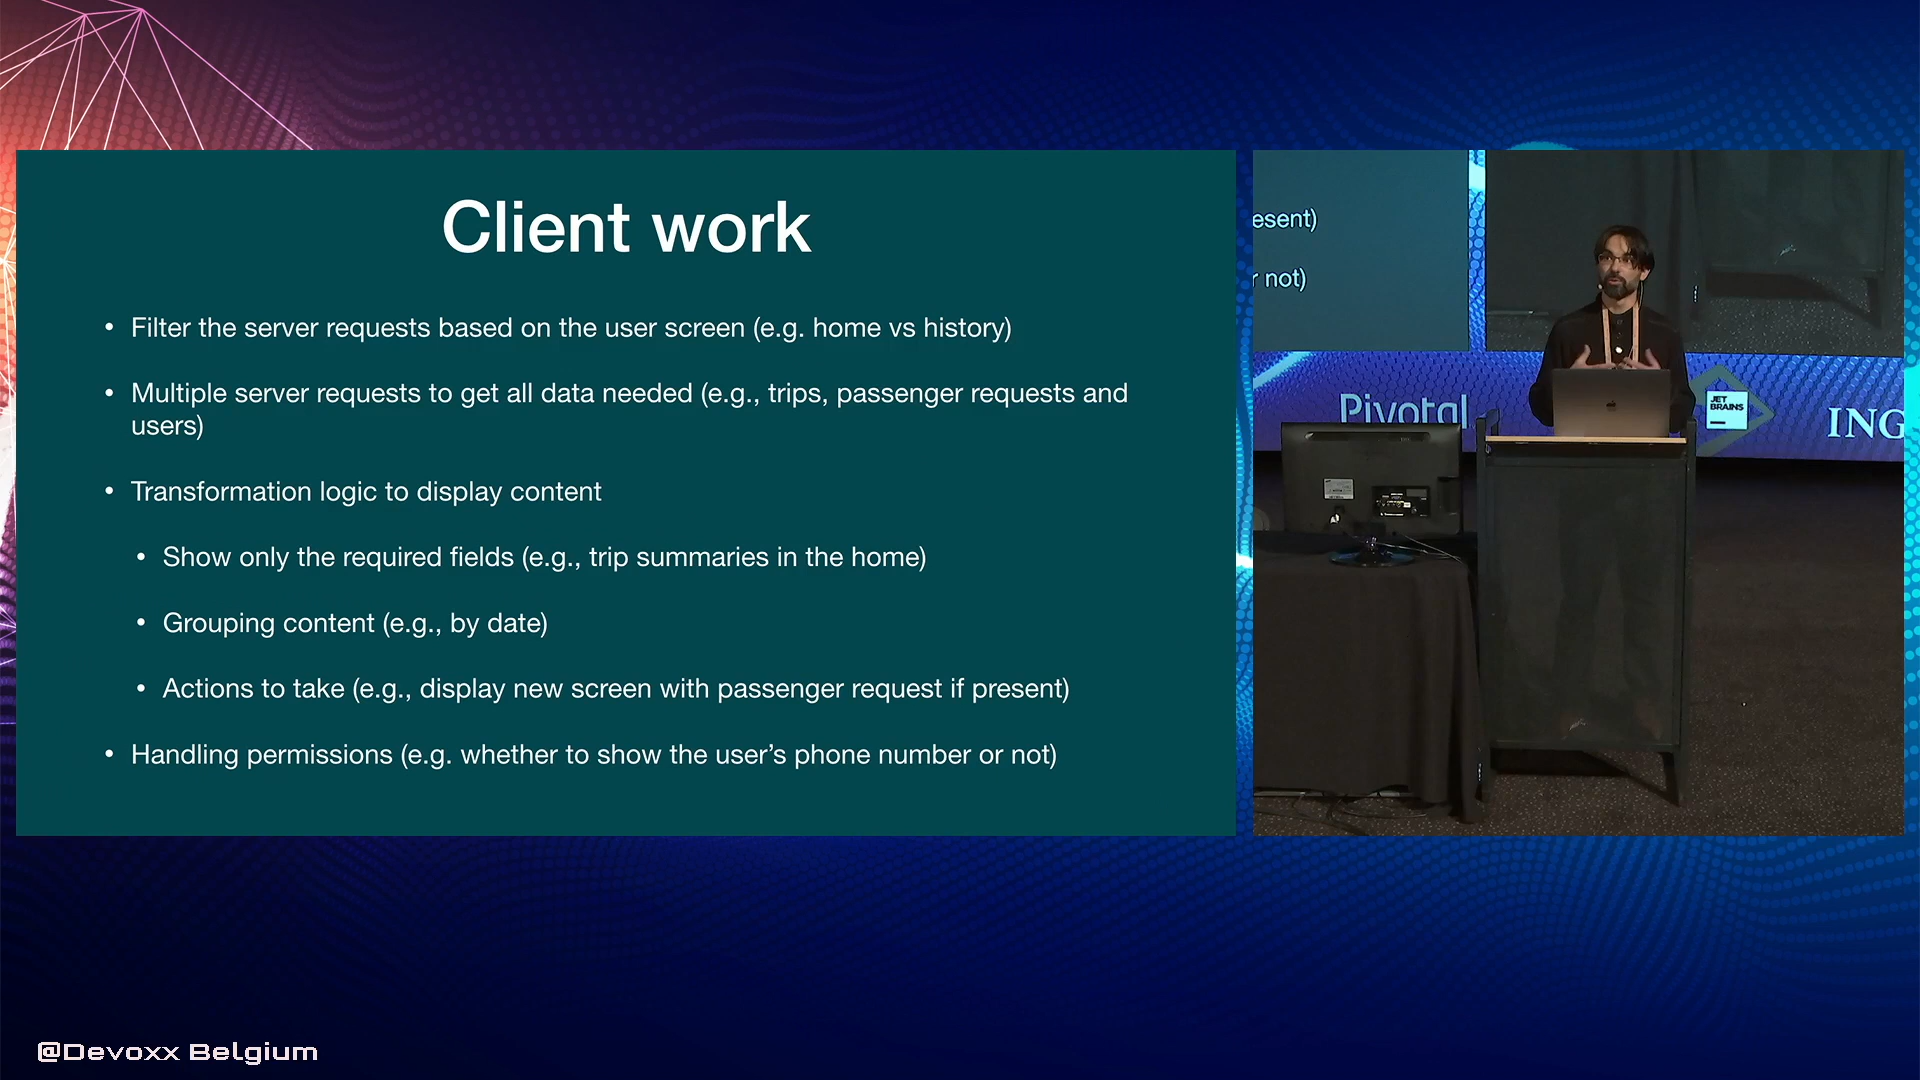 Client work
• Filter the server requests based on the user screen (e.g. home vs history)
• Multiple server requests to get all data needed (e.g., trips, passenger requests and
users)
• Transformation logic to display content
• Show only the required fields (e.g., trip summaries in the home)
• Grouping content (e.g., by date)
• Actions to take (e.g., display new screen with passenger request if present)
• Handling permissions (e.g. whether to show the user’s phone number or not)
esent)
r not)
Pivotal
JET
BRAINS
ING
@Devoxx Belgium